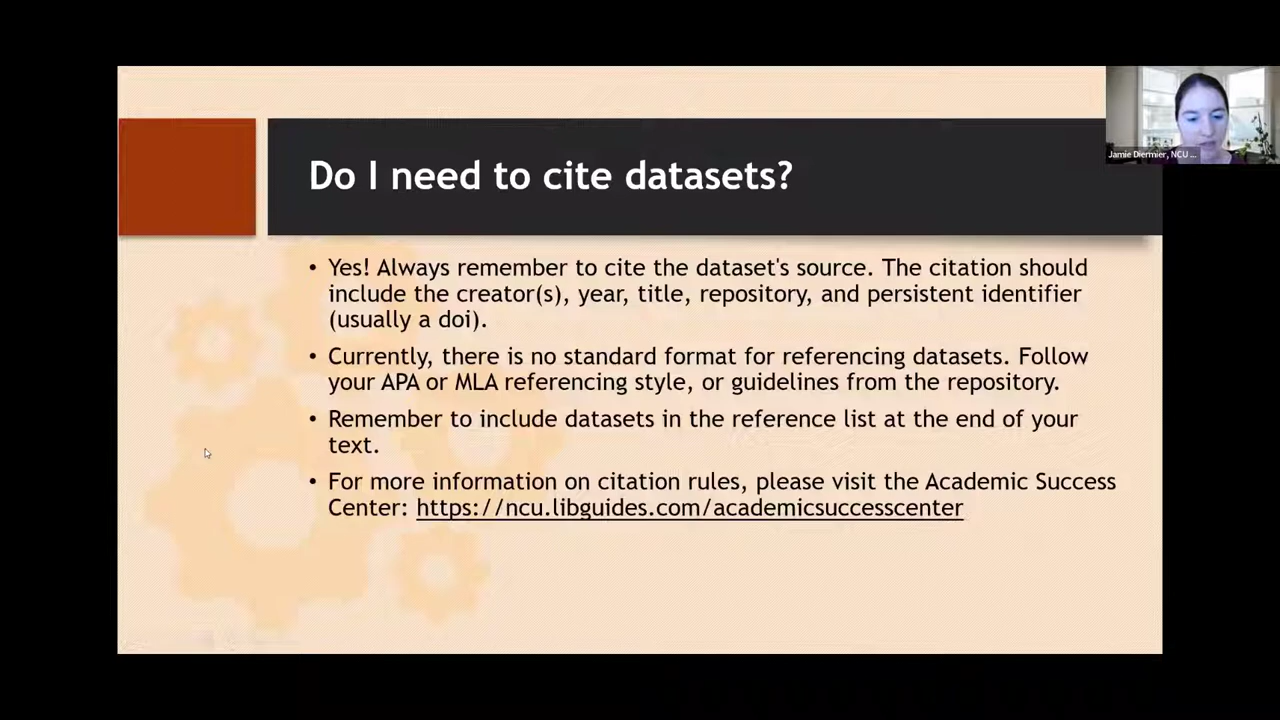 Do I need to cite datasets?
Jamie Diermier, NCU ...
• Yes! Always remember to cite the dataset's source. The citation should
include the creator(s), year, title, repository, and persistent identifier
(usually a doi).
• Currently, there is no standard format for referencing datasets. Follow
your APA or MLA referencing style, or guidelines from the repository.
• Remember to include datasets in the reference list at the end of your
text.
• For more information on citation rules, please visit the Academic Success
Center: https://ncu.libguides.com/academicsuccesscenter